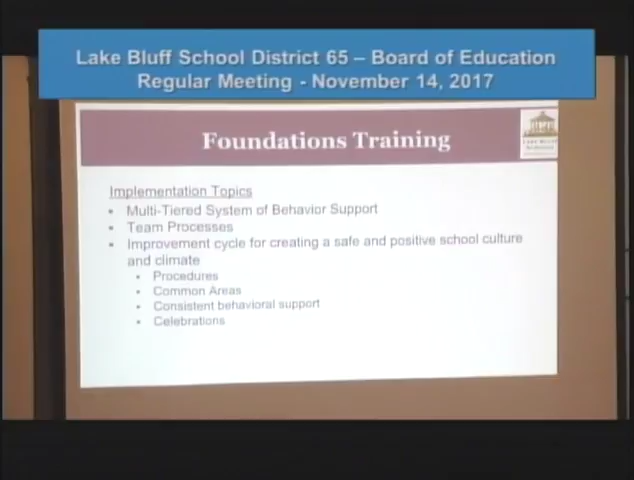 Lake Bluff School District 65 – Board of Education
Regular Meeting - November 14, 2017
Foundations Training
Implementation Topics
• Multi-Tiered System of Behavior Support
• Team Processes
• Improvement cycle for creating a safe and positive school culture
and climate
• Procedures
• Common Areas
• Consistent behavioral support
• Celebrations